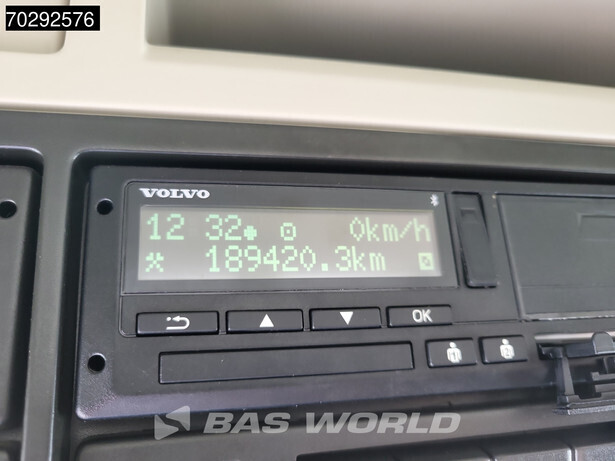 70292576
VOLVO
12 32 0km/h
189420.3km
OK
BAS WORLD